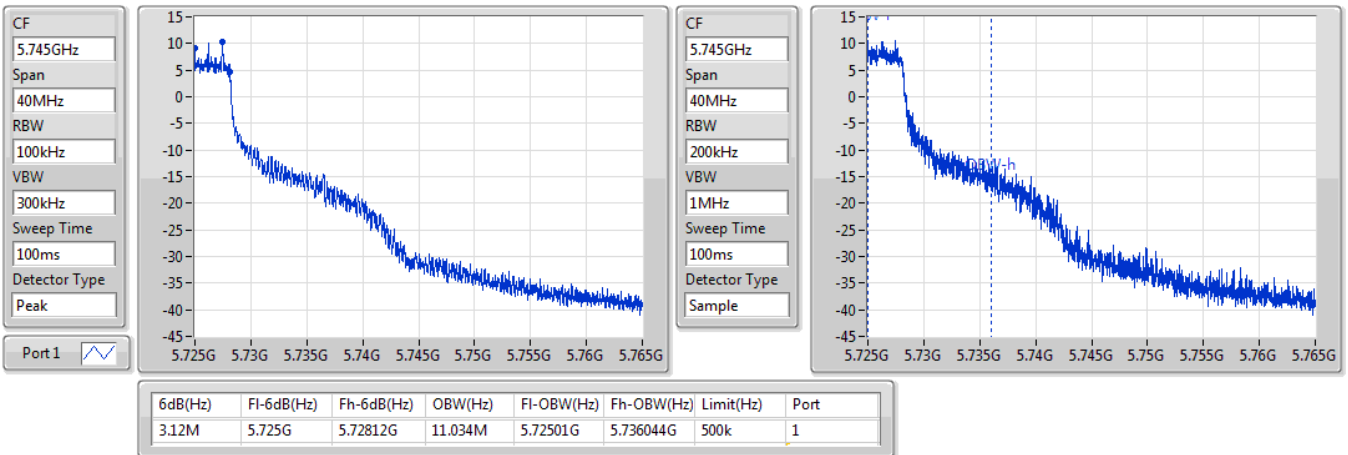 CF
5.745GHz
Span
40MHz
RBW
100kHz
VBW
300kHz
Sweep Time
100ms
Detector Type
Peak
Port 1
15
10
5
0
-5
-10
-15
-20
-25
-30
-35
-40
-45
5.725G 5.73G 5.735G 5.74G 5.745G 5.75G 5.755G 5.76G 5.765G
CF
5.745GHz
Span
40MHz
RBW
200kHz
VBW
1MHz
Sweep Time
100ms
Detector Type
Sample
15
10
5
0
-5
-10
-15
-20
-25
-30
-35
-40
-45
OBW-h
5.725G 5.73G 5.735G 5.74G 5.745G 5.75G 5.755G 5.76G 5.765G
6dB(Hz) Fl-6dB(Hz) Fh-6dB(Hz) OBW(Hz) Fl-OBW(Hz) Fh-OBW(Hz) Limit(Hz) Port
3.12M 5.725G 5.72812G 11.034M 5.72501G 5.736044G 500k 1